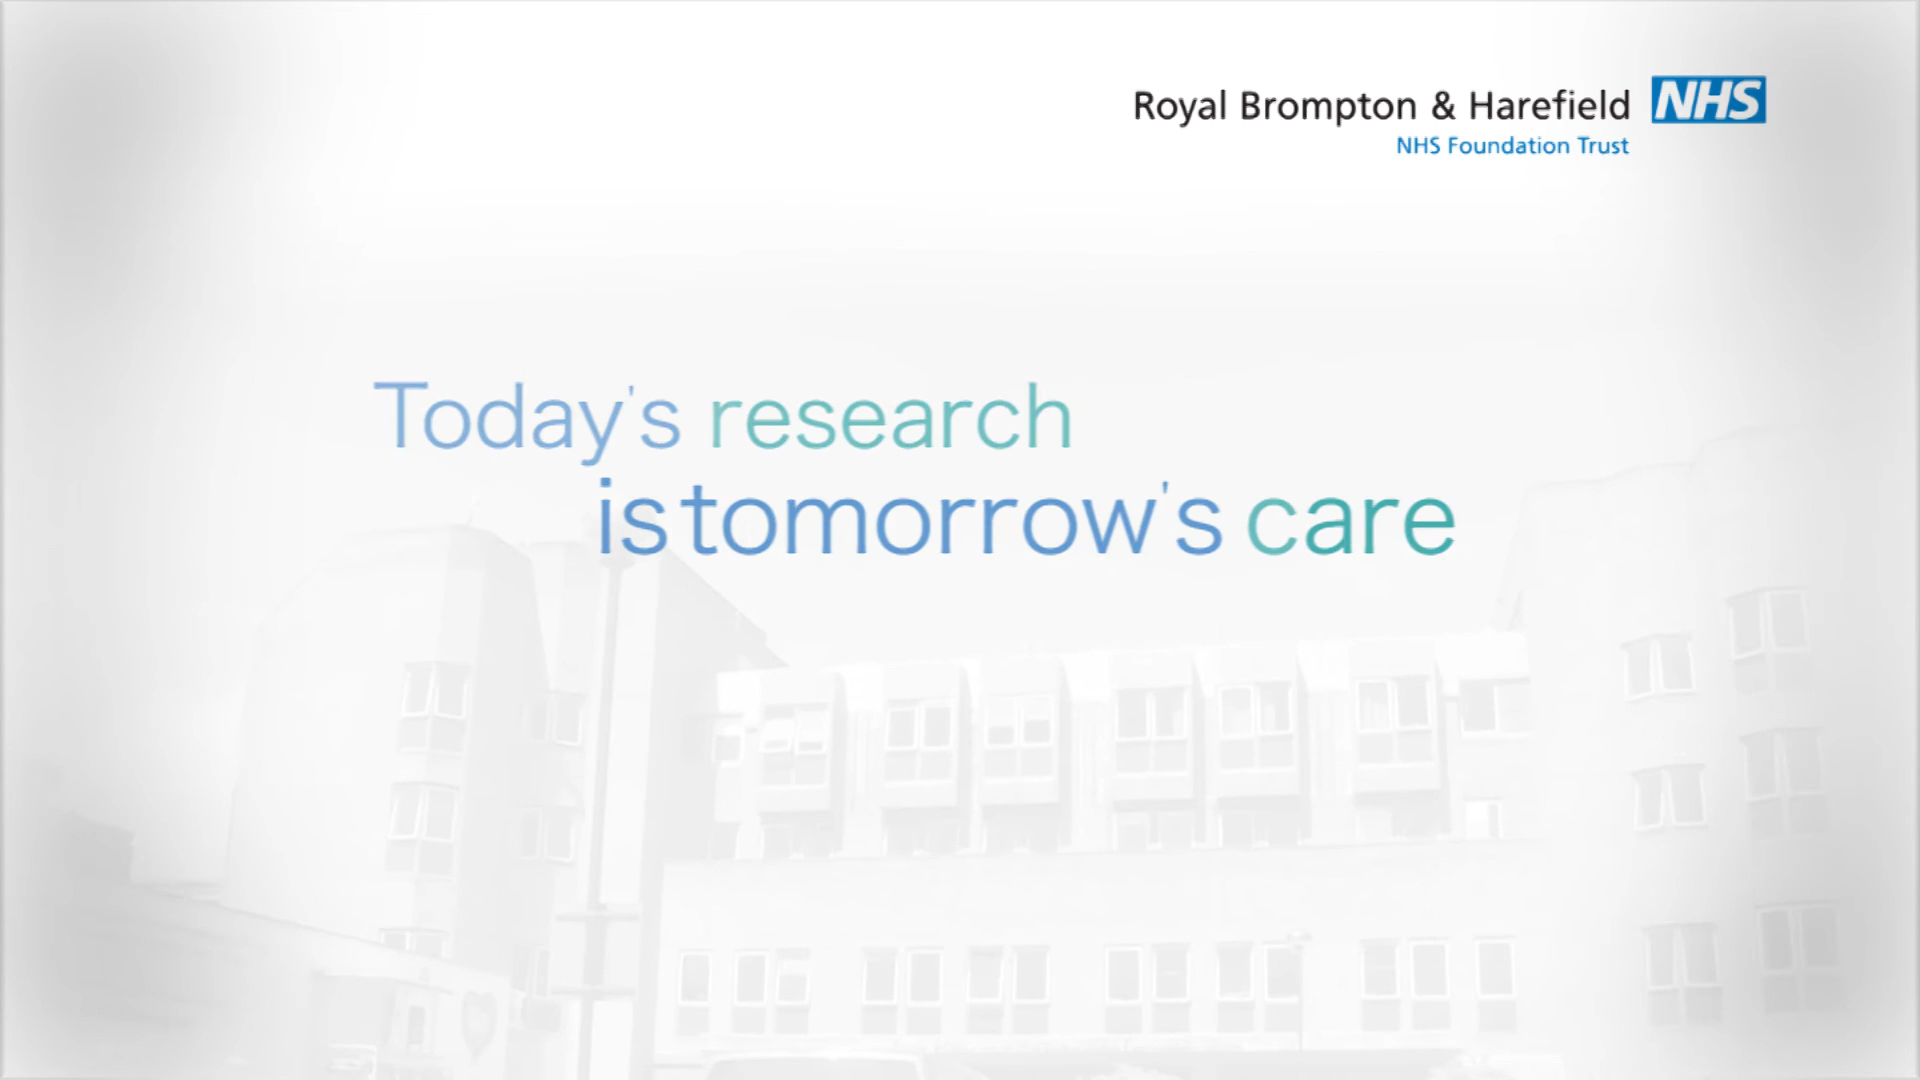 Royal Brompton & Harefield NHS
NHS Foundation Trust
Today's research
is tomorrow's care